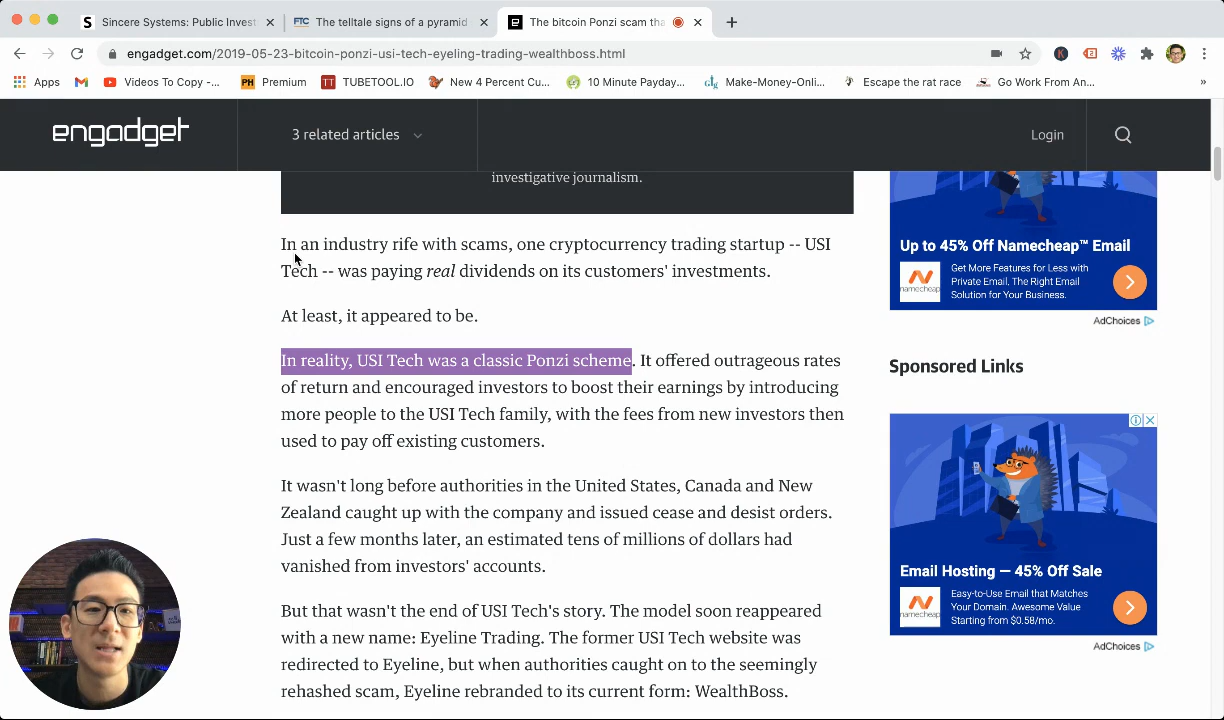 Sincere Systems: Public Invest
FTC The telltale signs of a pyramid
The bitcoin Ponzi scam tha
engadget.com/2019-05-23-bitcoin-ponzi-usi-tech-eyeling-trading-wealthboss.html
Apps Videos To Copy -... PH Premium TT TUBETOOL.IO New 4 Percent Cu... 10 Minute Payday... Make-Money-Onli... Escape the rat race Go Work From An...
engadget 3 related articles Login
investigative journalism.
In an industry rife with scams, one cryptocurrency trading startup -- USI
Tech -- was paying real dividends on its customers' investments.
At least, it appeared to be.
In reality, USI Tech was a classic Ponzi scheme. It offered outrageous rates
of return and encouraged investors to boost their earnings by introducing
more people to the USI Tech family, with the fees from new investors then
used to pay off existing customers.
It wasn't long before authorities in the United States, Canada and New
Zealand caught up with the company and issued cease and desist orders.
Just a few months later, an estimated tens of millions of dollars had
vanished from investors' accounts.
But that wasn't the end of USI Tech's story. The model soon reappeared
with a new name: Eyeline Trading. The former USI Tech website was
redirected to Eyeline, but when authorities caught on to the seemingly
rehashed scam, Eyeline rebranded to its current form: WealthBoss.
Up to 45% Off Namecheap™ Email
namecheap
Get More Features for Less with
Private Email. The Right Email
Solution for Your Business.
AdChoices
Sponsored Links
Email Hosting — 45% Off Sale
namecheap
Easy-to-Use Email that Matches
Your Domain. Awesome Value
Starting from $0.58/mo.
AdChoices